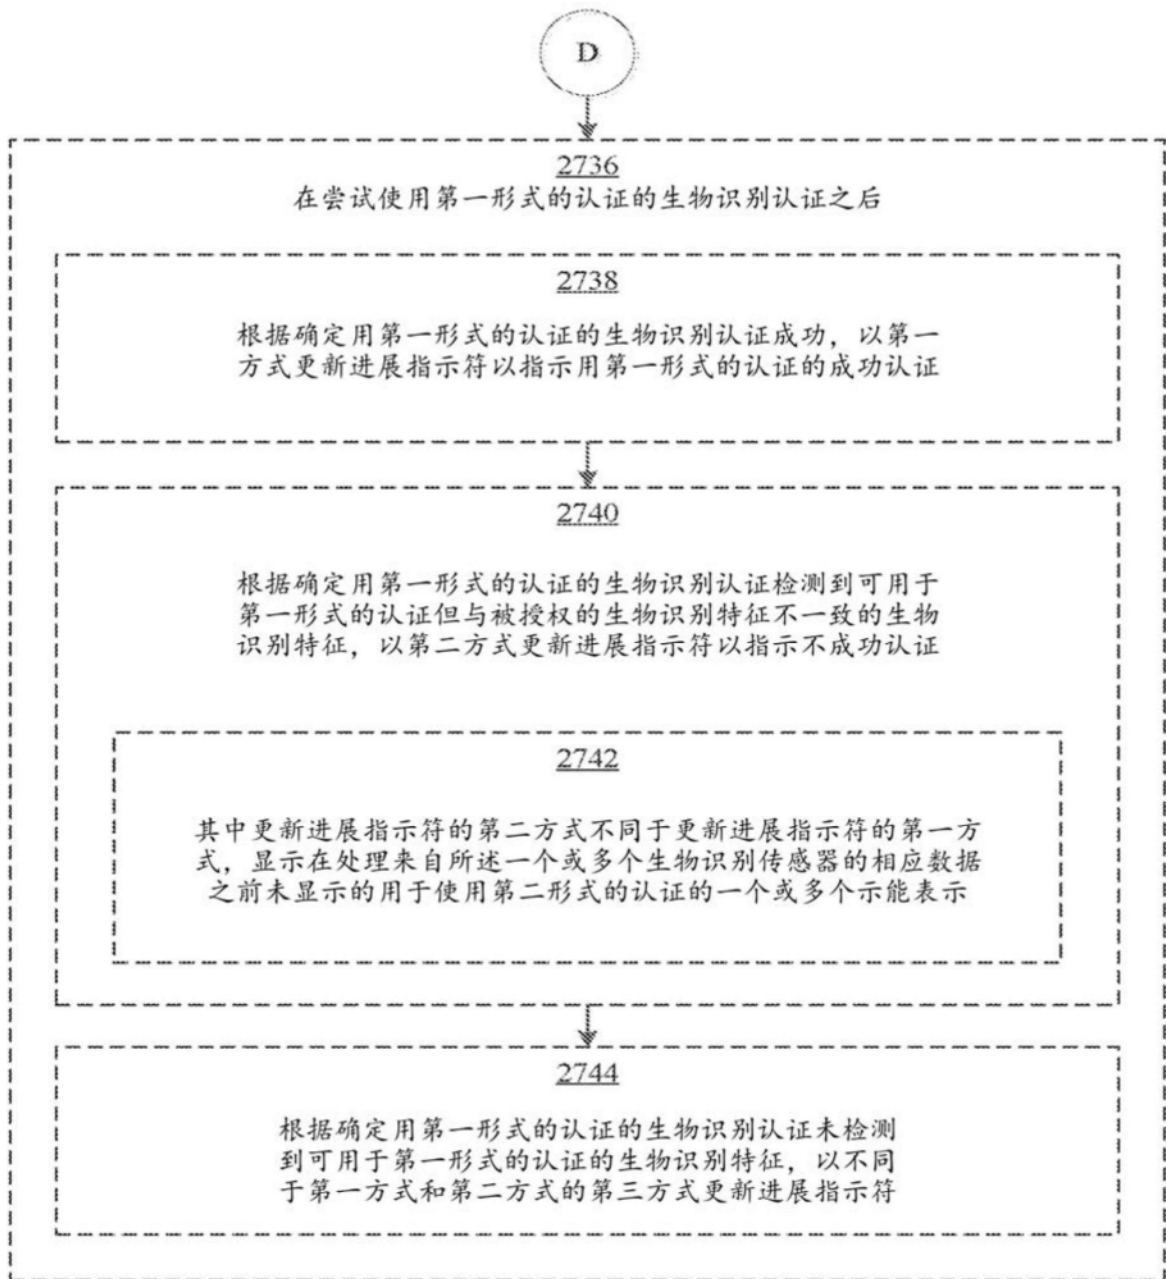 D
2736
在尝试使用第一形式的认证的生物识别认证之后
2738
根据确定用第一形式的认证的生物识别认证成功，以第一
方式更新进展指示符以指示用第一形式的认证的成功认证
2740
根据确定用第一形式的认证的生物识别认证检测到可用于
第一形式的认证但与被授权的生物识别特征不一致的生物
识别特征，以第二方式更新进展指示符以指示不成功认证
2742
其中更新进展指示符的第二方式不同于更新进展指示符的第一方
式，显示在处理来自所述一个或多个生物识别传感器的相应数据
之前未显示的用于使用第二形式的认证的一个或多个示能表示
2744
根据确定用第一形式的认证的生物识别认证未检测
到可用于第一形式的认证的生物识别特征，以不同
于第一方式和第二方式的第三方式更新进展指示符